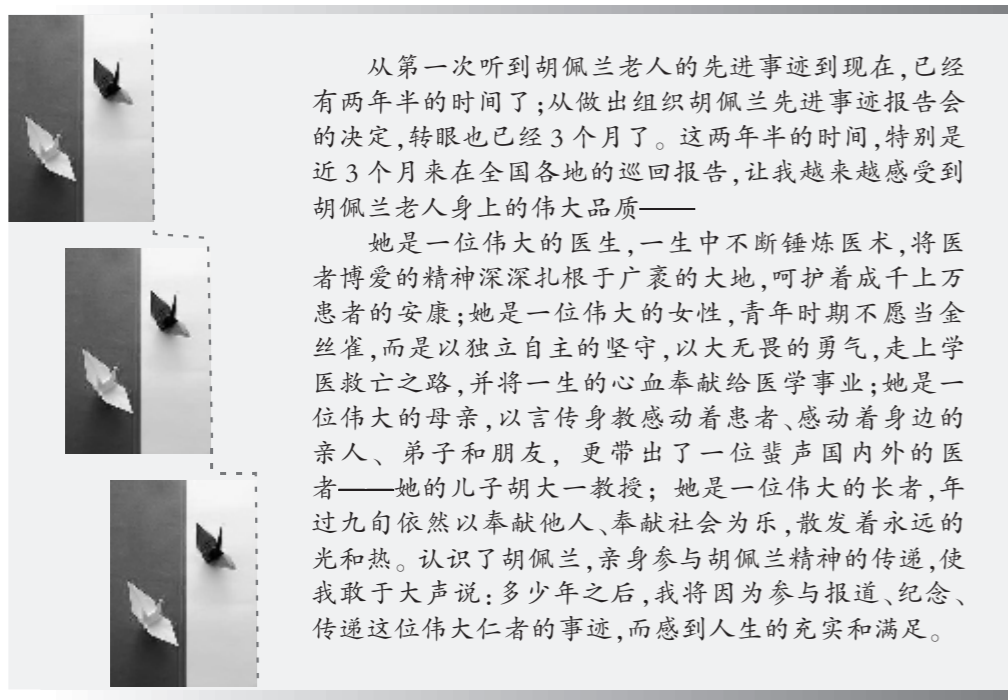 从第一次听到胡佩兰老人的先进事迹到现在,已经
有两年半的时间了;从做出组织胡佩兰先进事迹报告会
的决定,转眼也已经3个月了。这两年半的时间,特别是
近3个月来在全国各地的巡回报告,让我越来越感受到
胡佩兰老人身上的伟大品质——
她是一位伟大的医生,一生中不断锤炼医术,将医
者博爱的精神深深扎根于广袤的大地,呵护着成千上万
患者的安康;她是一位伟大的女性,青年时期不愿当金
丝雀,而是以独立自主的坚守,以大无畏的勇气,走上学
医救亡之路,并将一生的心血奉献给医学事业;她是一
位伟大的母亲,以言传身教感动着患者、感动着身边的
亲人、弟子和朋友,更带出了一位蜚声国内外的医
者——她的儿子胡大一教授;她是一位伟大的长者,年
过九旬依然以奉献他人、奉献社会为乐,散发着永远的
光和热。认识了胡佩兰,亲身参与胡佩兰精神的传递,使
我敢于大声说:多少年之后,我将因为参与报道、纪念、
传递这位伟大仁者的事迹,而感到人生的充实和满足。